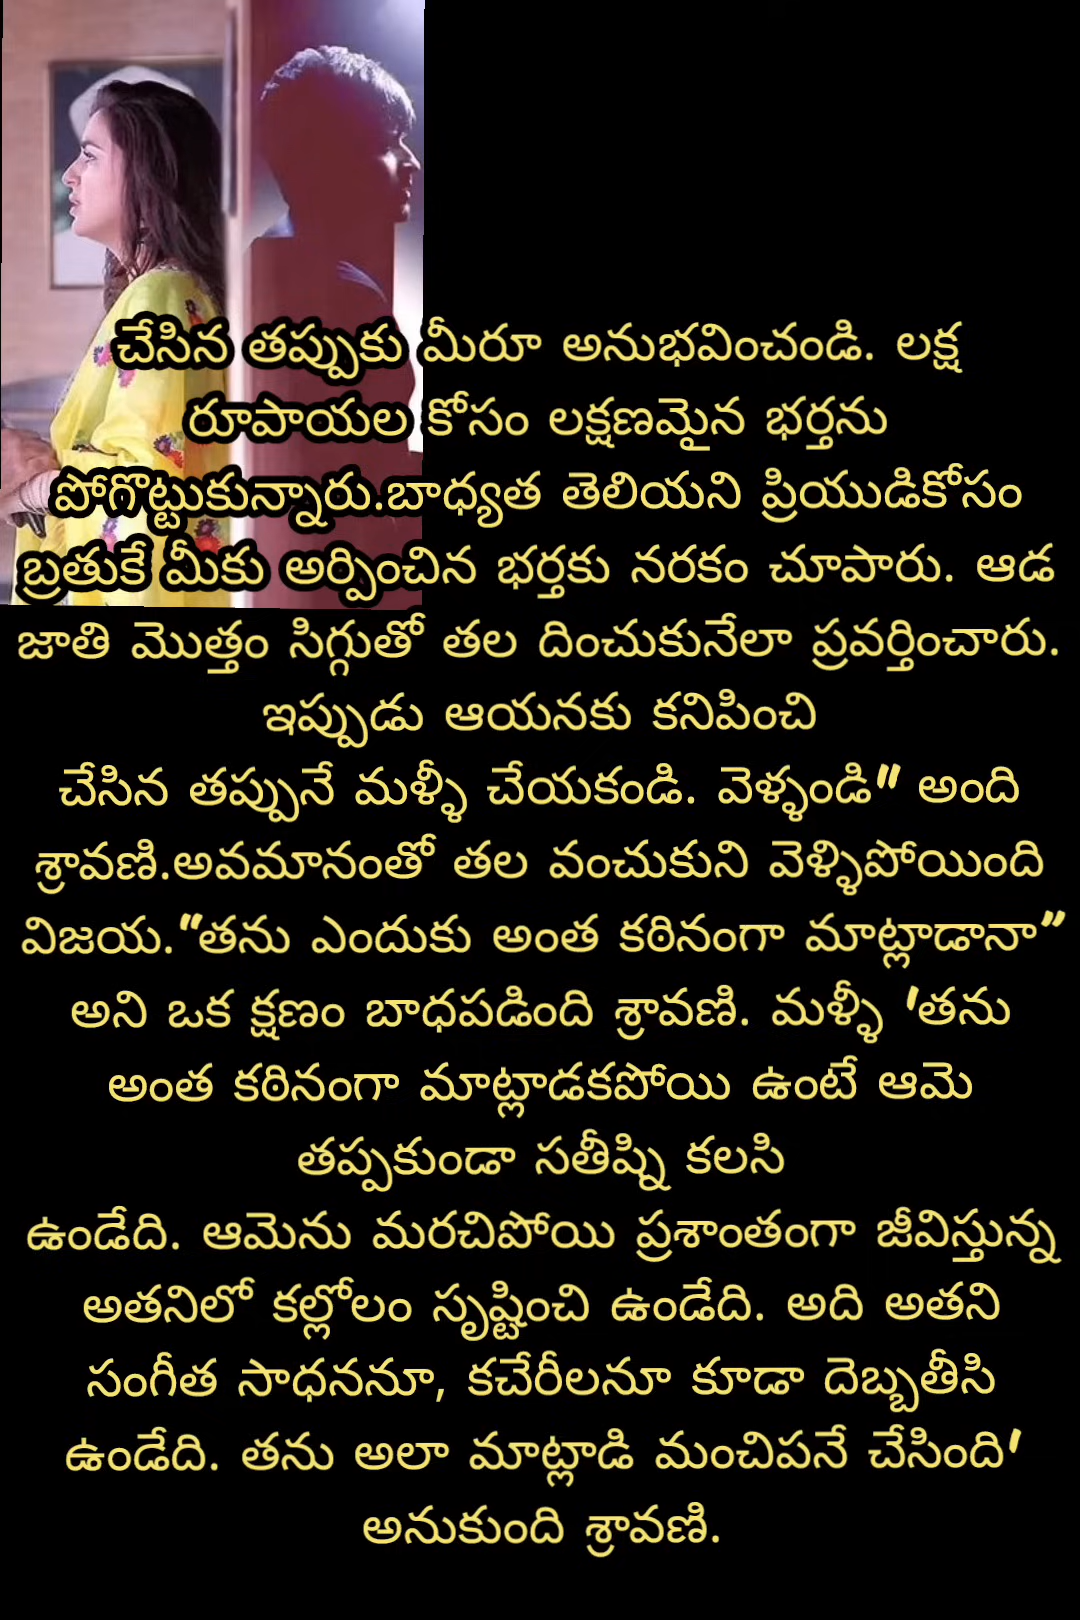 చేసిన తప్పుకు మీరూ అనుభవించండి. లక్ష
రూపాయల కోసం లక్షణమైన భర్తను
పోగొట్టుకున్నారు.బాధ్యత తెలియని ప్రియుడికోసం
బ్రతుకే మీకు అర్పించిన భర్తకు నరకం చూపారు. ఆడ
జాతి మొత్తం సిగ్గుతో తల దించుకునేలా ప్రవర్తించారు.
ఇప్పుడు ఆయనకు కనిపించి
చేసిన తప్పునే మళ్ళీ చేయకండి. వెళ్ళండి" అంది
శ్రావణి.అవమానంతో తల వంచుకుని వెళ్ళిపోయింది
విజయ.“తను ఎందుకు అంత కఠినంగా మాట్లాడానా”
అని ఒక క్షణం బాధపడింది శ్రావణి. మళ్ళీ 'తను
అంత కఠినంగా మాట్లాడకపోయి ఉంటే ఆమె
తప్పకుండా సతీష్ని కలసి
ఉండేది. ఆమెను మరచిపోయి ప్రశాంతంగా జీవిస్తున్న
అతనిలో కల్లోలం సృష్టించి ఉండేది. అది అతని
సంగీత సాధననూ, కచేరీలనూ కూడా దెబ్బతీసి
ఉండేది. తను అలా మాట్లాడి మంచిపనే చేసింది'
అనుకుంది శ్రావణి.